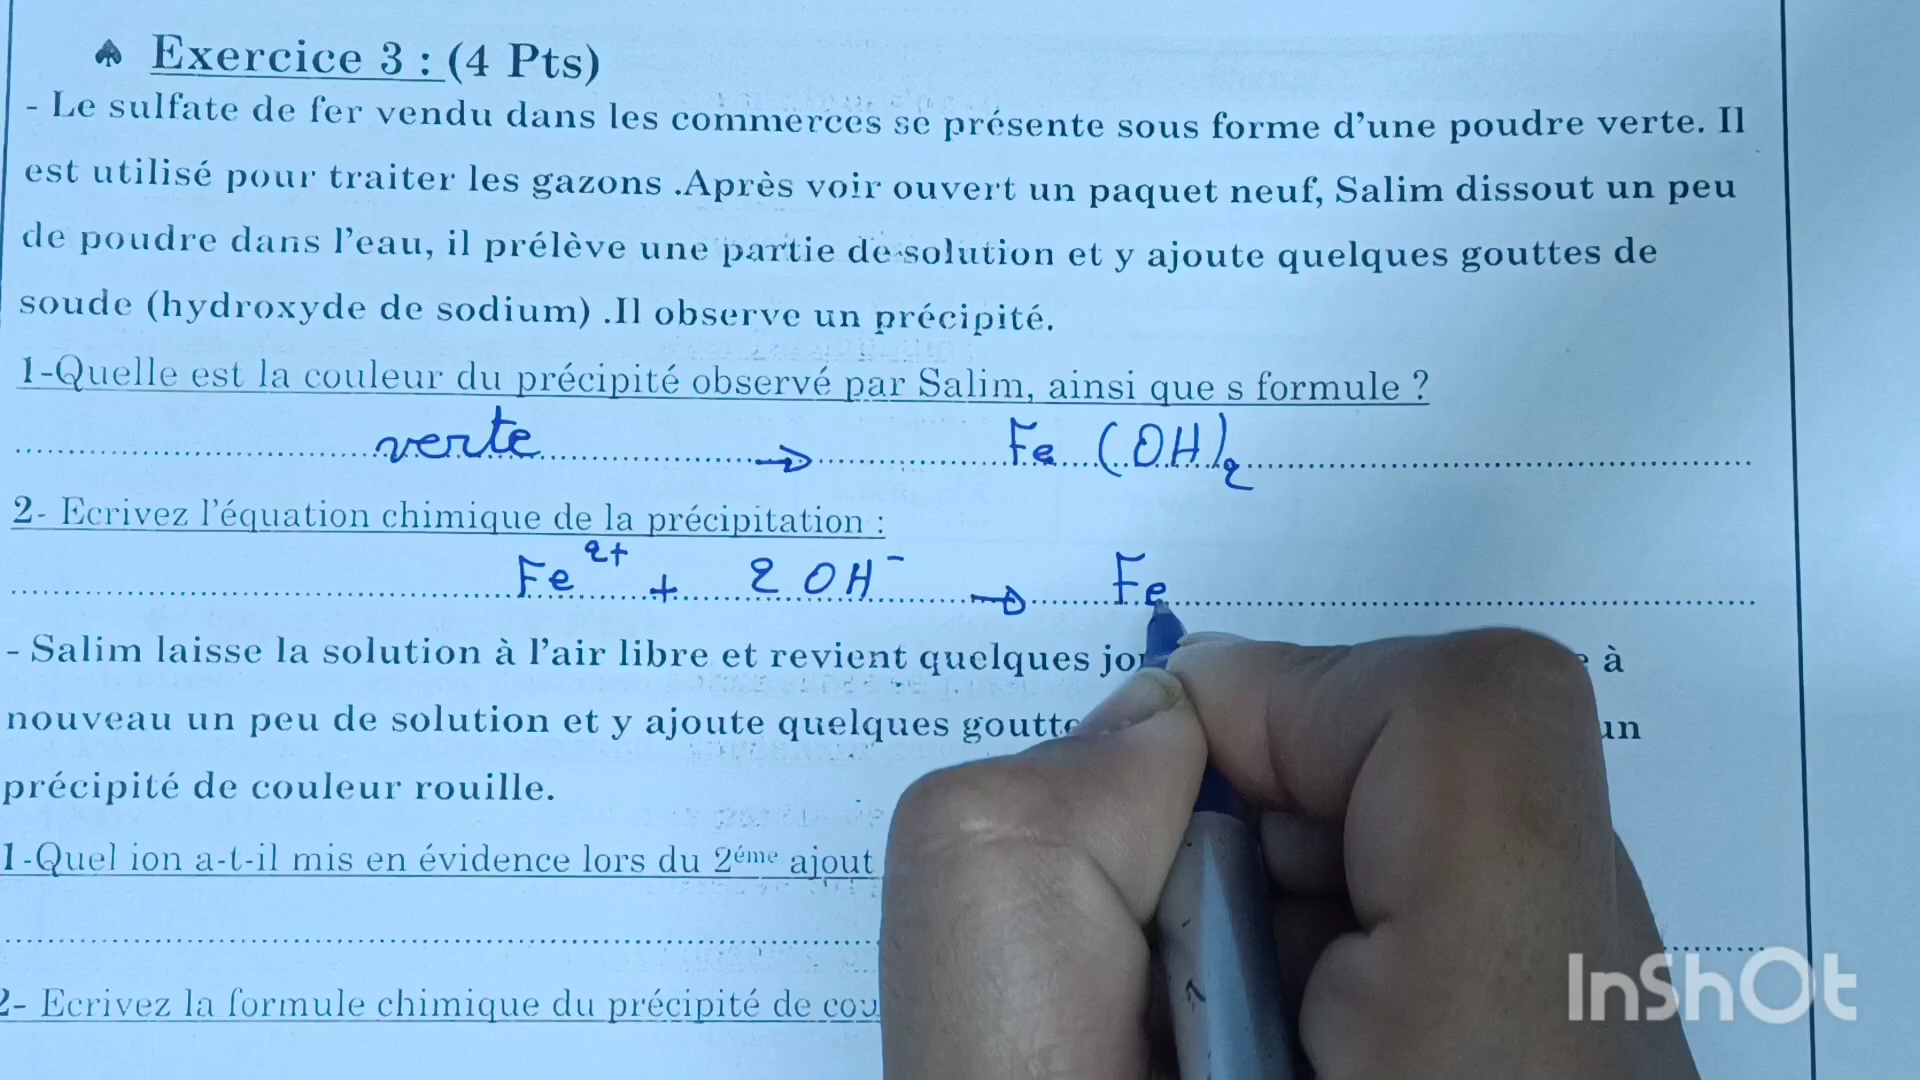 ♠ Exercice 3 : (4 Pts)
- Le sulfate de fer vendu dans les commerces se présente sous forme d'une poudre verte. Il
est utilisé pour traiter les gazons .Après voir ouvert un paquet neuf, Salim dissout un peu
de poudre dans l'eau, il prélève une partie de solution et y ajoute quelques gouttes de
soude (hydroxyde de sodium) .Il observe un précipité.
1-Quelle est la couleur du précipité observé par Salim, ainsi que s formule ?
verte → Fe (OH)₂
2- Ecrivez l'équation chimique de la précipitation :
Fe²⁺ + 2 OH⁻ → Fe
- Salim laisse la solution à l'air libre et revient quelques à
nouveau un peu de solution et y ajoute quelques un
précipité de couleur rouille.
1-Quel ion a-t-il mis en évidence lors du 2éme ajout
2- Ecrivez la formule chimique du précipité de
InShOt